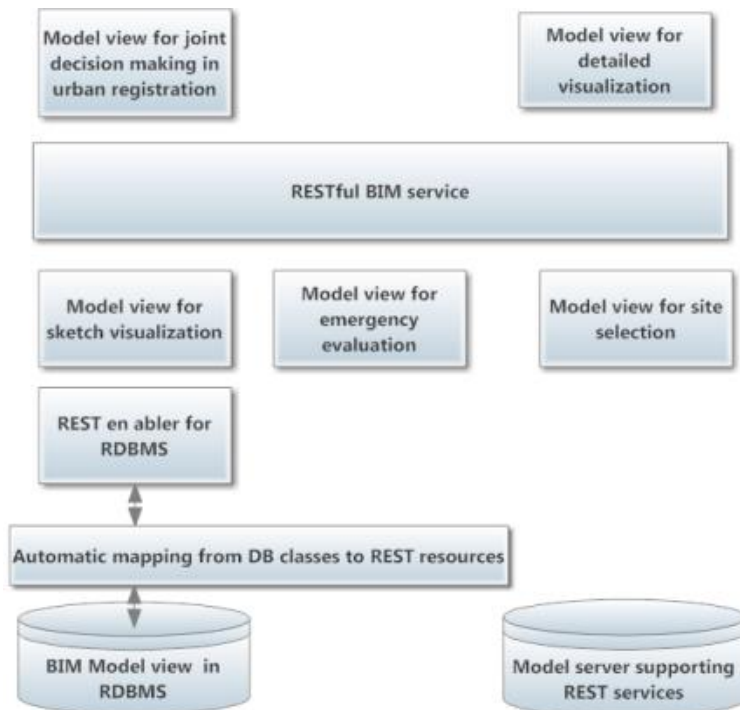 Model view for joint
decision making in
urban registration
Model view for
detailed
visualization
RESTful BIM service
Model view for
sketch visualization
Model view for
emergency
evaluation
Model view for site
selection
REST en abler for
RDBMS
Automatic mapping from DB classes to REST resources
BIM Model view in
RDBMS
Model server supporting
REST services